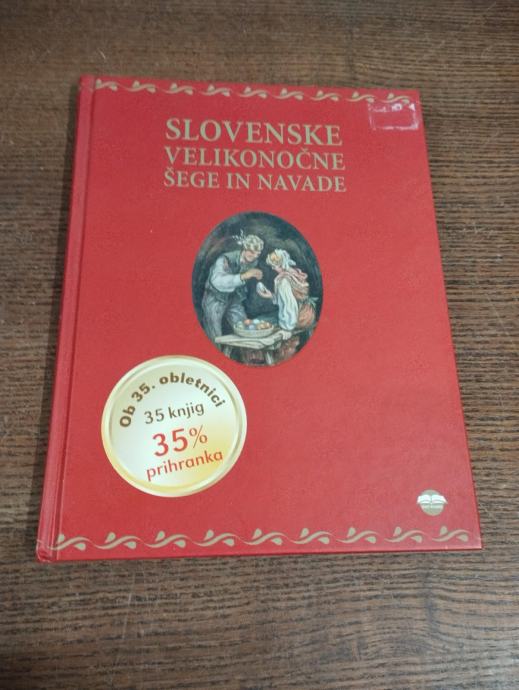 SLOVENSKE
VELIKONOČNE
ŠEGE IN NAVADE
Ob 35. obletnici
35 knjig
35%
prihranka